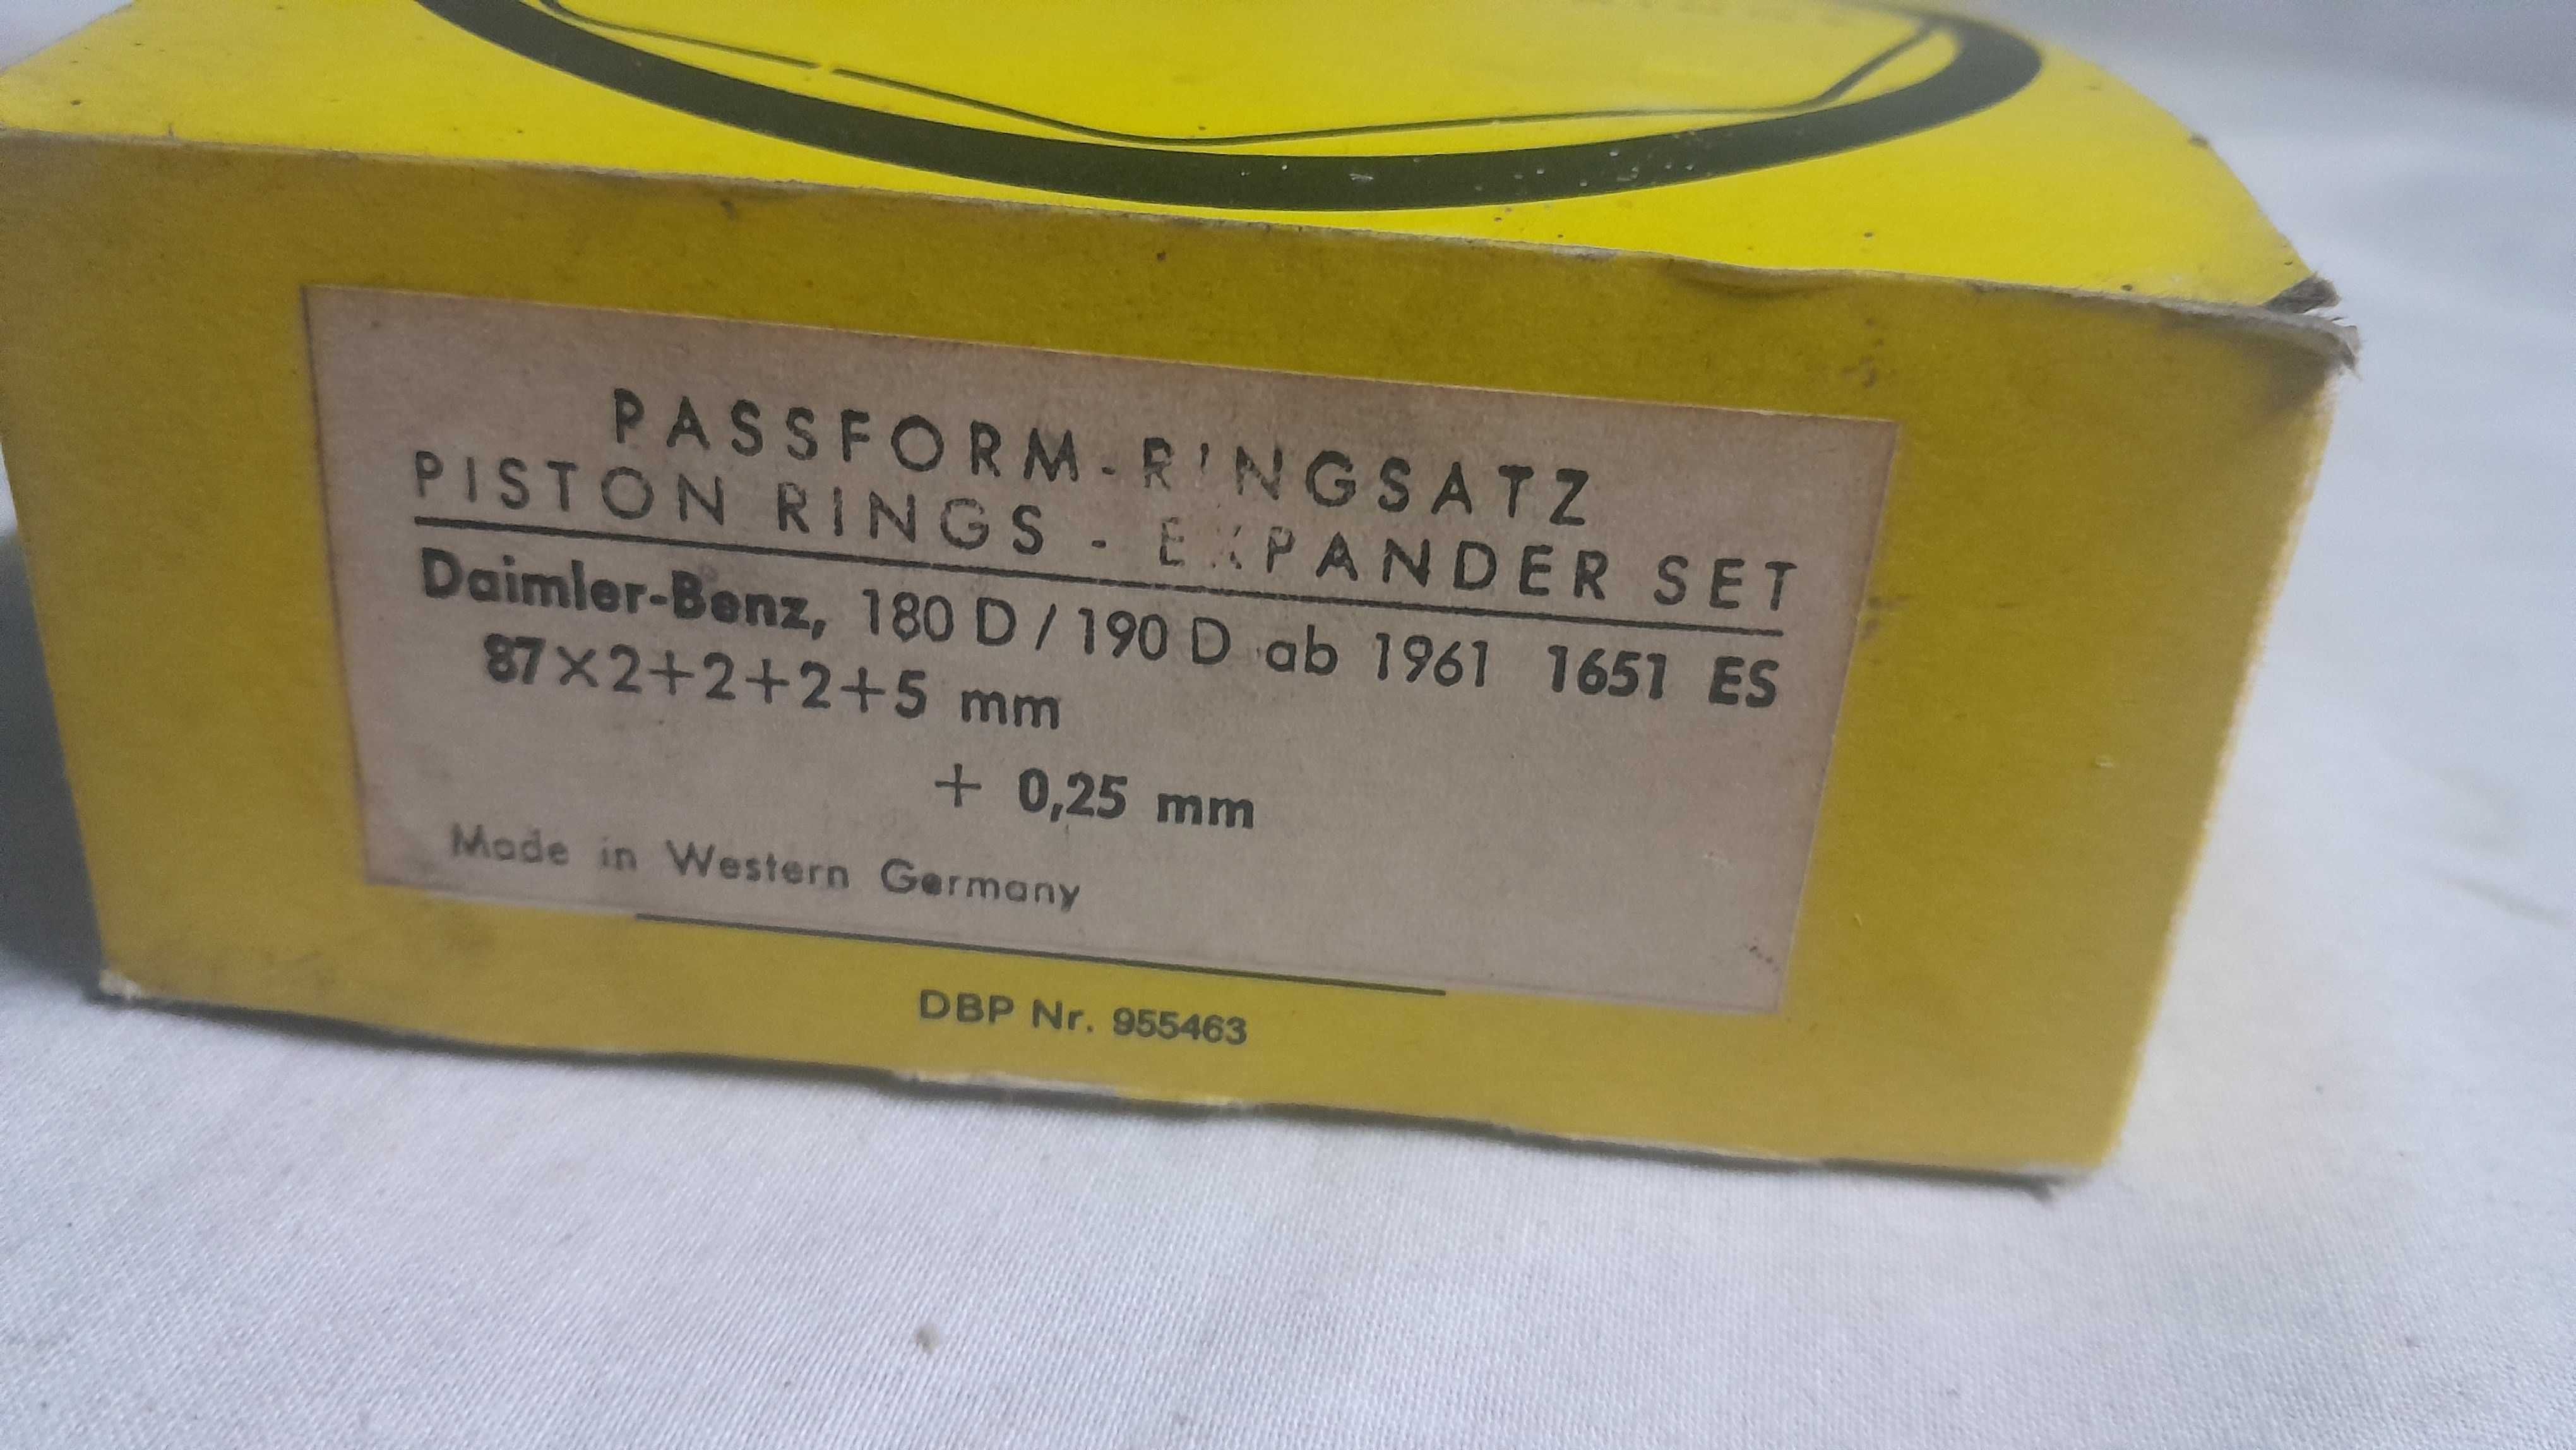 PASSFORM-RINGSATZ
PISTON RINGS - EXPANDER SET
Daimler-Benz, 180 D / 190 D ab 1961 1651 ES
87×2+2+2+5 mm
+ 0,25 mm
Made in Western Germany
DBP Nr. 955463